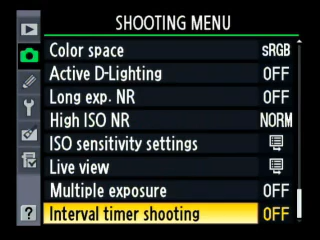 SHOOTING MENU
Color space sRGB
Active D-Lighting OFF
Long exp. NR OFF
High ISO NR NORM
ISO sensitivity settings
Live view
Multiple exposure OFF
Interval timer shooting OFF
?